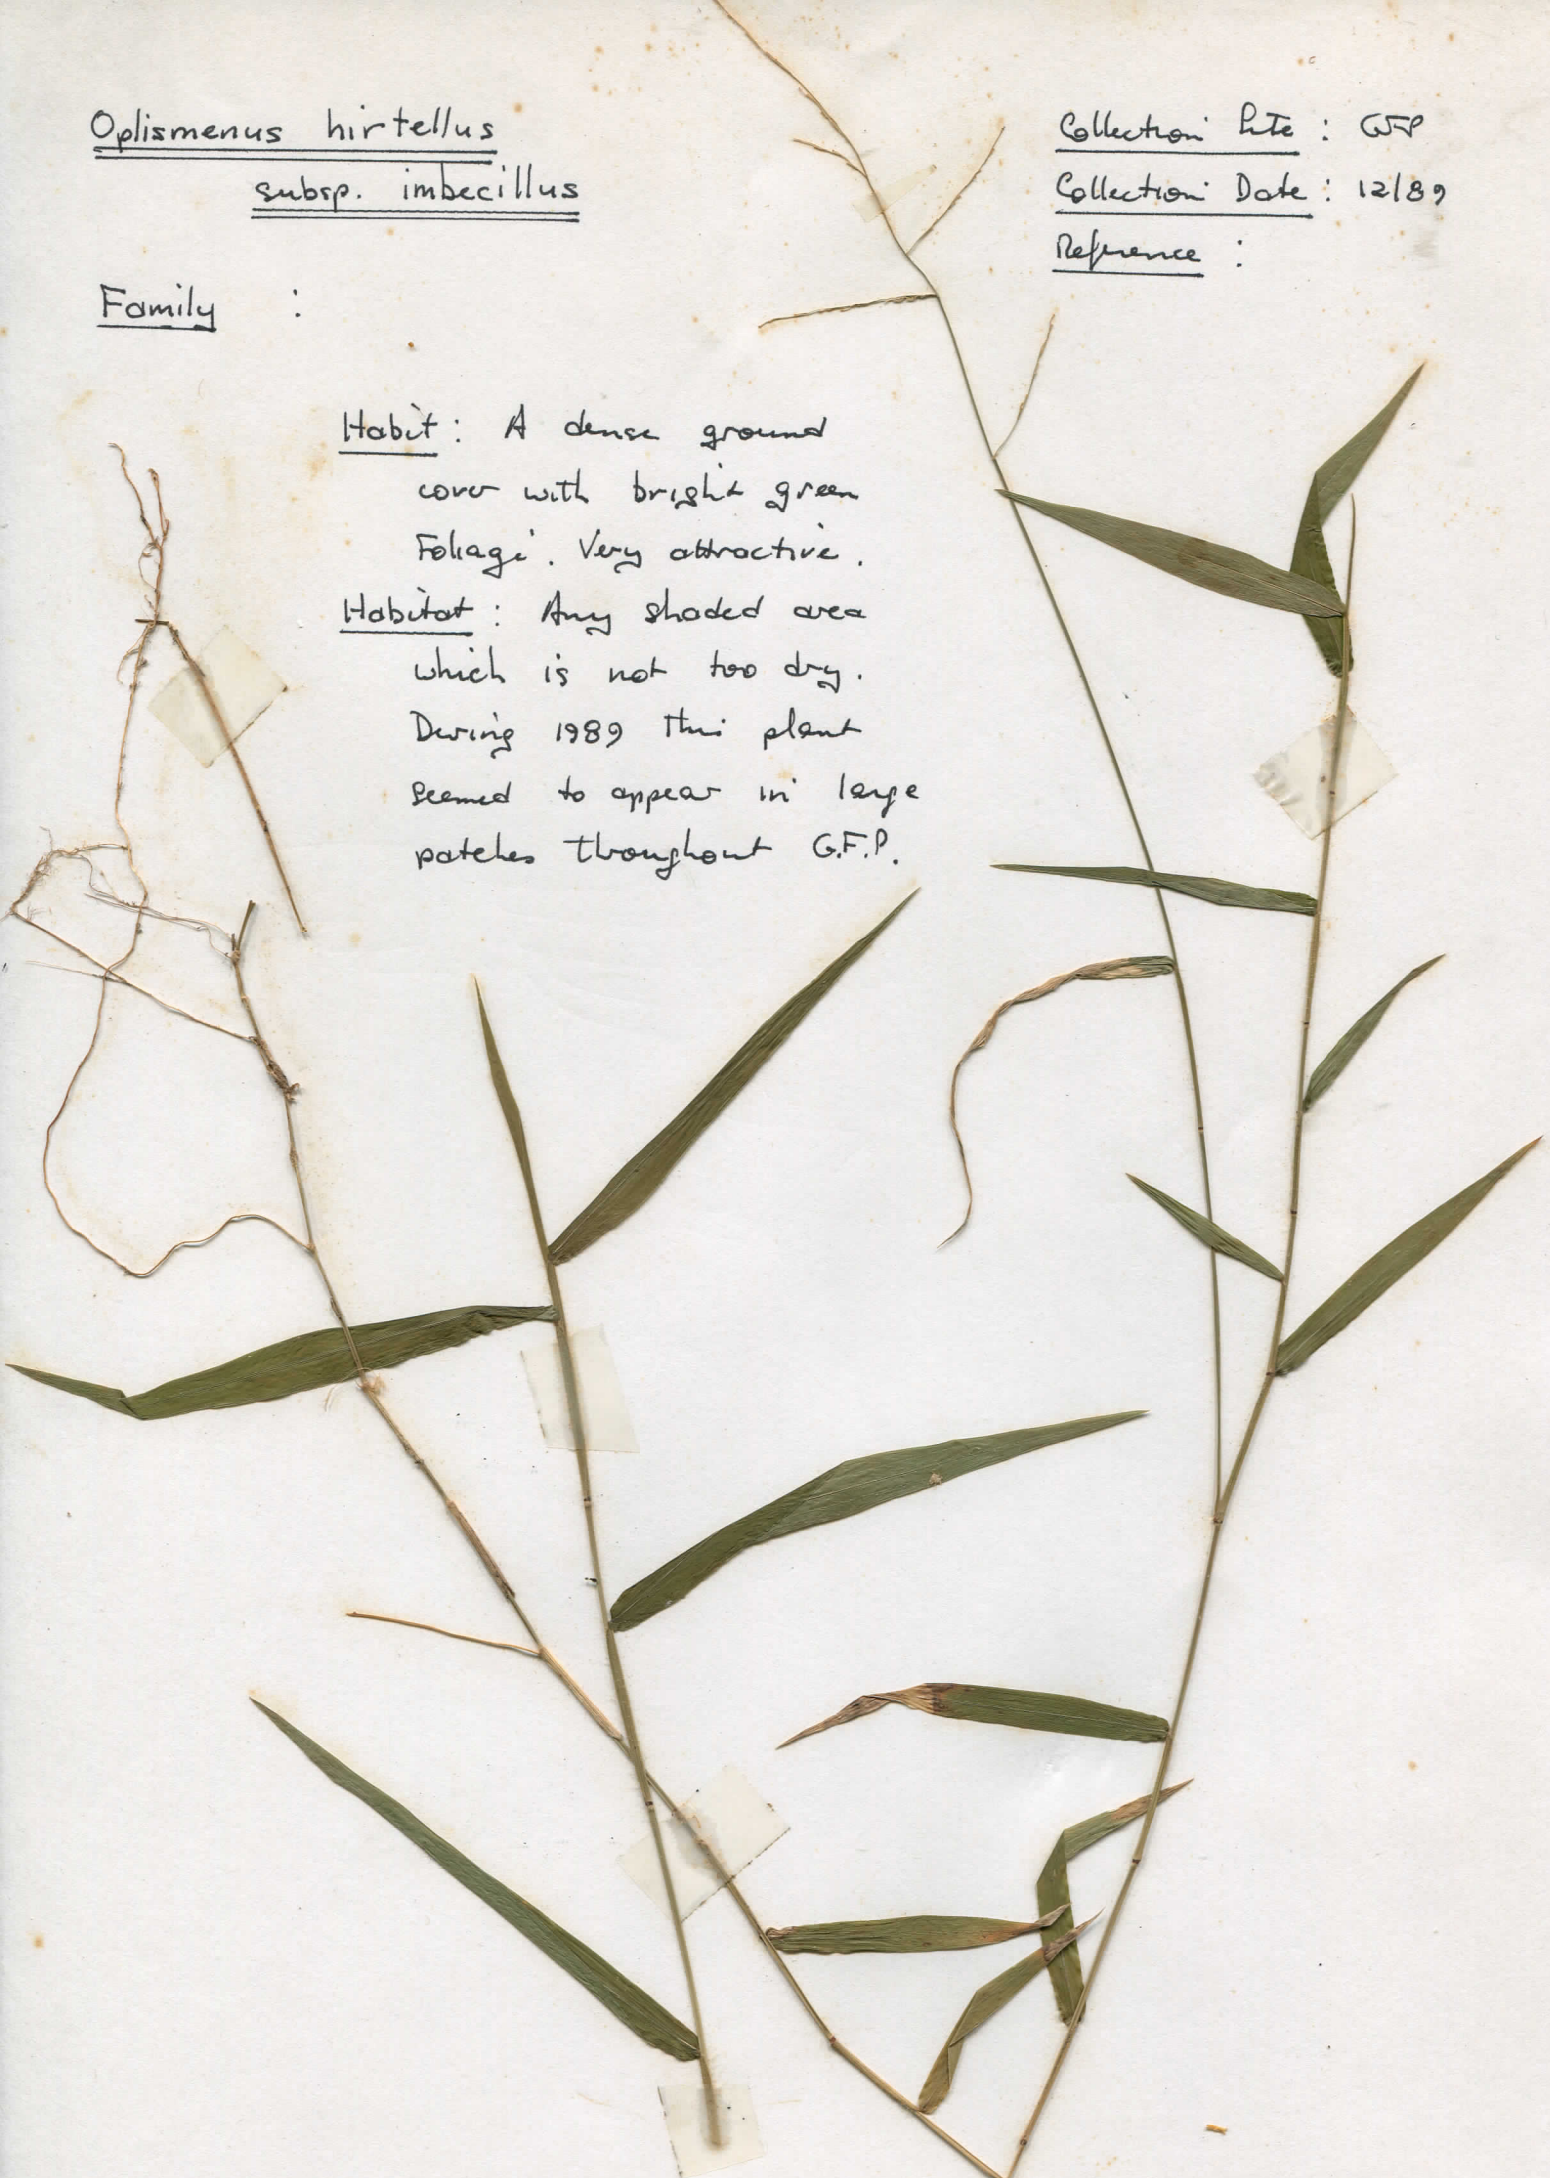 Oplismenus hirtellus
subsp. imbecillus
Collection Site : GFP
Collection Date : 12/89
Reference :
Family :
Habit : A dense ground
cover with bright green
Foliage. Very attractive.
Habitat : Any shaded area
which is not too dry.
During 1989 this plant
seemed to appear in large
patches throughout G.F.P.